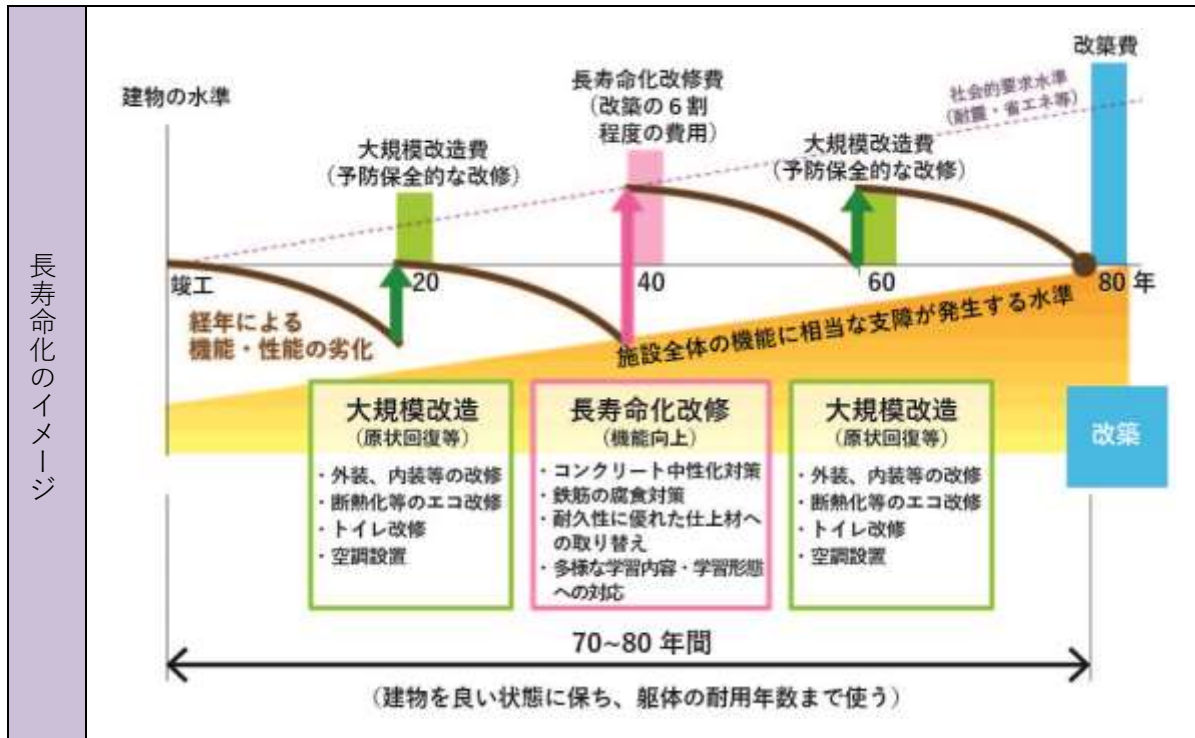 長寿命化のイメージ
建物の水準
改築費
長寿命化改修費
(改築の6割
程度の費用)
社会的要求水準
(耐震・省エネ等)
大規模改造費
(予防保全的な改修)
大規模改造費
(予防保全的な改修)
竣工
20
40
60
80 年
経年による
機能・性能の劣化
施設全体の機能に相当な支障が発生する水準
大規模改造
(原状回復等)
・外装、内装等の改修
・断熱化等のエコ改修
・トイレ改修
・空調設置
長寿命化改修
(機能向上)
・コンクリート中性化対策
・鉄筋の腐食対策
・耐久性に優れた仕上材へ
の取り替え
・多様な学習内容・学習形態
への対応
大規模改造
(原状回復等)
・外装、内装等の改修
・断熱化等のエコ改修
・トイレ改修
・空調設置
改築
70~80 年間
(建物を良い状態に保ち、躯体の耐用年数まで使う)